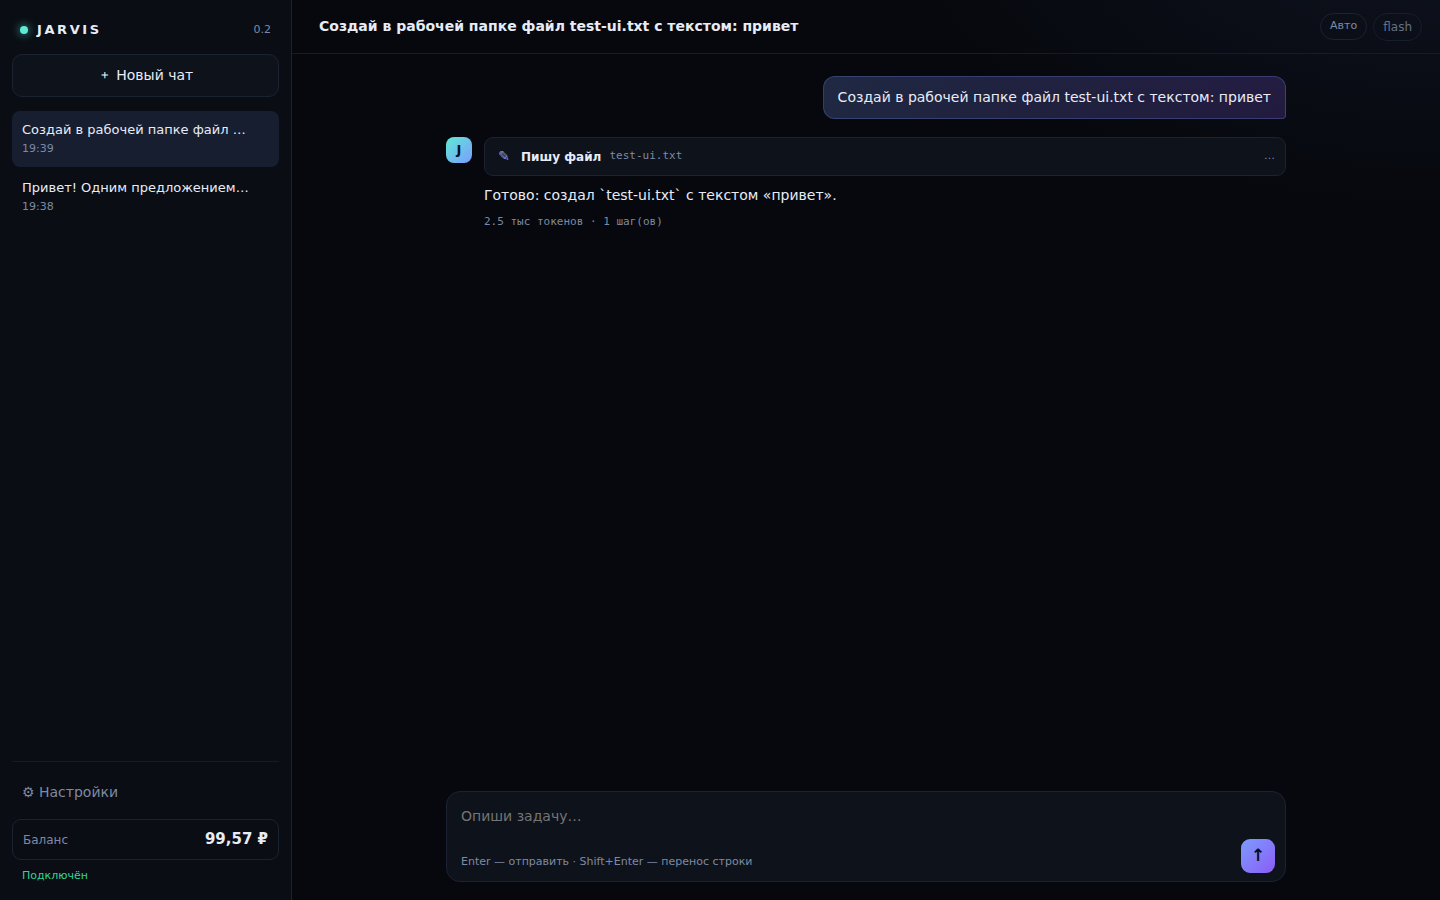 JARVIS
0.2
+ Новый чат
Создай в рабочей папке файл ...
19:39
Привет! Одним предложением...
19:38
⚙ Настройки
Баланс
99,57 ₽
Подключён
Создай в рабочей папке файл test-ui.txt с текстом: привет
Авто
flash
Создай в рабочей папке файл test-ui.txt с текстом: привет
J
✎ Пишу файл test-ui.txt ...
Готово: создал `test-ui.txt` с текстом «привет».
2.5 тыс токенов · 1 шаг(ов)
Опиши задачу...
Enter — отправить · Shift+Enter — перенос строки
↑